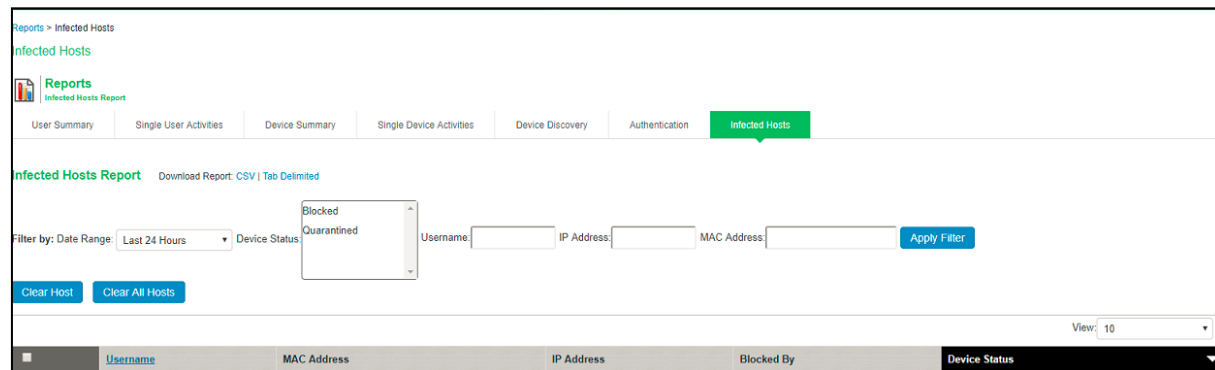 Reports > Infected Hosts
Infected Hosts
Reports
Infected Hosts Report
User Summary Single User Activities Device Summary Single Device Activities Device Discovery Authentication Infected Hosts
Infected Hosts Report Download Report: CSV | Tab Delimited
Blocked
Quarantined
Filter by: Date Range: Last 24 Hours Device Status: Username: IP Address: MAC Address: Apply Filter
Clear Host Clear All Hosts
View: 10
Username MAC Address IP Address Blocked By Device Status